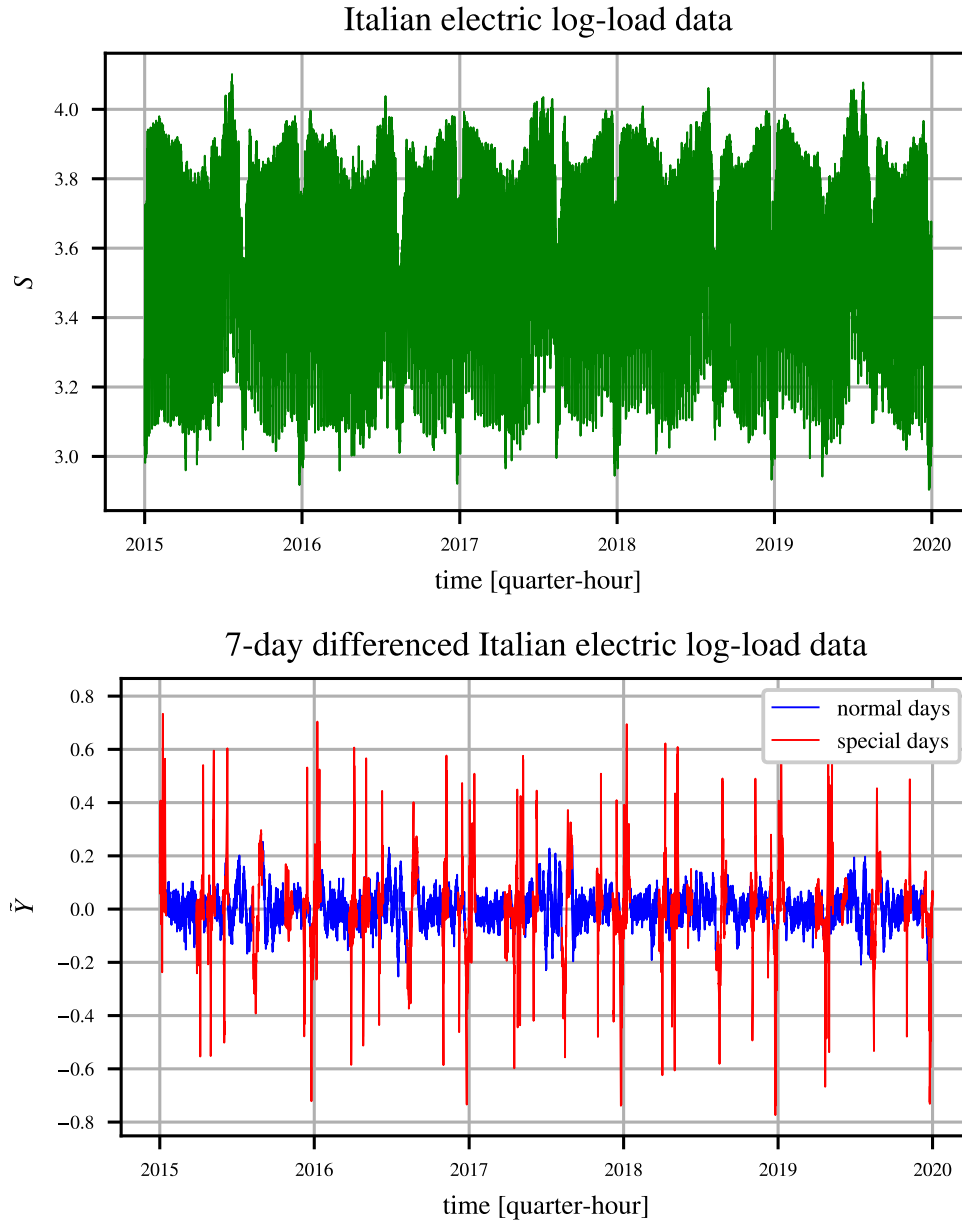 Italian electric log-load data
4.0
3.8
3.6
3.4
3.2
3.0
S
2015 2016 2017 2018 2019 2020
time [quarter-hour]
7-day differenced Italian electric log-load data
normal days
special days
0.8
0.6
0.4
0.2
0.0
−0.2
−0.4
−0.6
−0.8
Ỹ
2015 2016 2017 2018 2019 2020
time [quarter-hour]